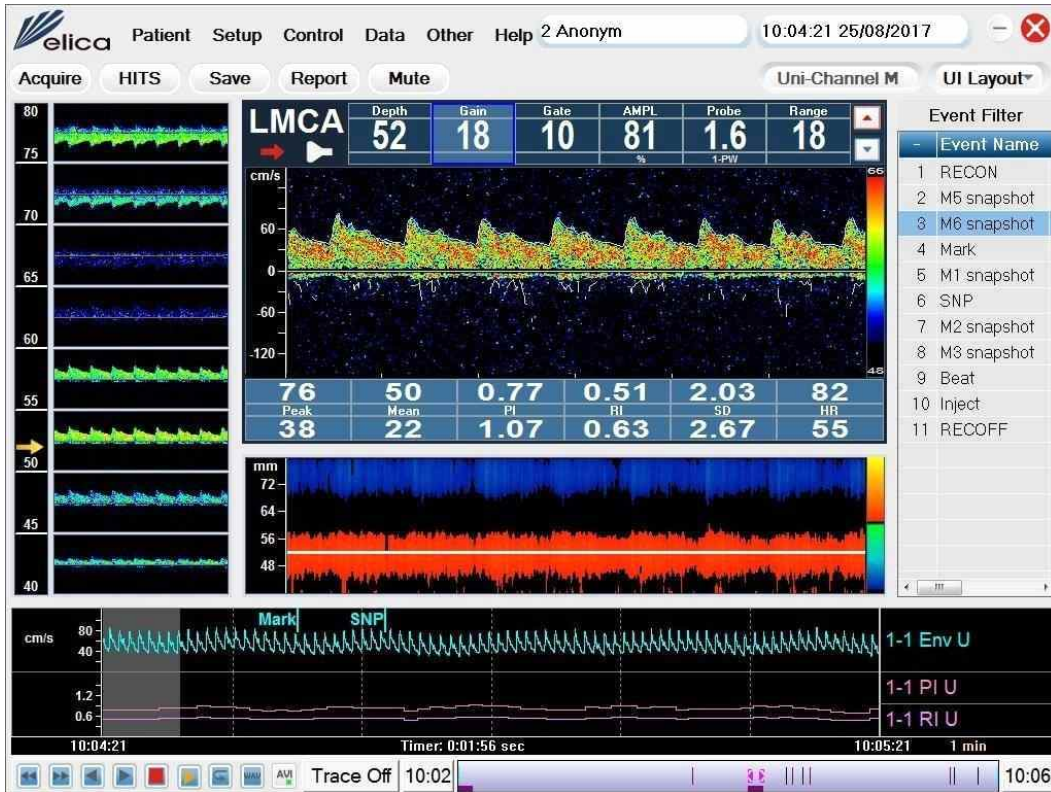 elica Patient Setup Control Data Other Help 2 Anonym 10:04:21 25/08/2017
Acquire HITS Save Report Mute Uni-Channel M UI Layout
80
75
70
65
60
55
50
45
40
LMCA
Depth Gain Gate AMPL Probe Range
52 18 10 81 1.6 18
% 1-PW
cm/s
66
60
0
-60
-120
48
76 50 0.77 0.51 2.03 82
Peak Mean PI RI SD HR
38 22 1.07 0.63 2.67 55
mm
72
64
56
48
Event Filter
- Event Name
1 RECON
2 M5 snapshot
3 M6 snapshot
4 Mark
5 M1 snapshot
6 SNP
7 M2 snapshot
8 M3 snapshot
9 Beat
10 Inject
11 RECOFF
Mark SNP
cm/s 80 1-1 Env U
40
1.2 1-1 PI U
0.6 1-1 RI U
10:04:21 Timer: 0:01:56 sec 10:05:21 1 min
WAV AVI Trace Off 10:02 10:06